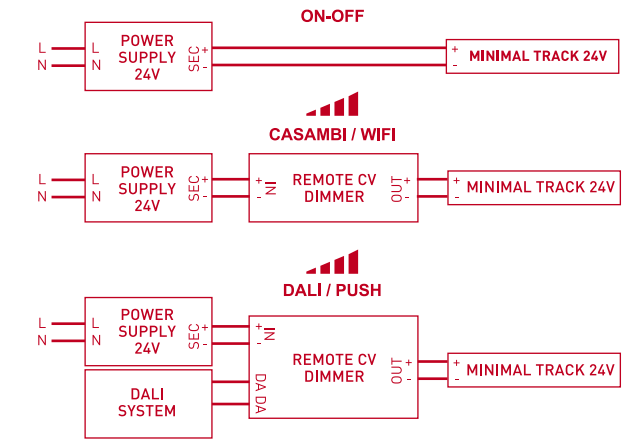 ON-OFF
L L POWER SUPPLY 24V SEC + - + - MINIMAL TRACK 24V
N N
CASAMBI / WIFI
L L POWER SUPPLY 24V SEC + - + - IN REMOTE CV DIMMER OUT + - + - MINIMAL TRACK 24V
N N
DALI / PUSH
L L POWER SUPPLY 24V SEC + - + - IN
N N
REMOTE CV DIMMER OUT + - + - MINIMAL TRACK 24V
DALI SYSTEM DA DA